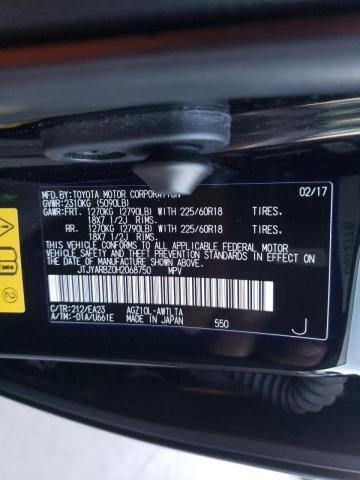 MFD.BY:TOYOTA MOTOR CORPORATION 02/17
GVWR:2310KG (5090LB)
GAWR:FRT. 1270KG (2790LB) WITH 225/60R18 TIRES.
18X7 1/2J RIMS.
RR. 1270KG (2790LB) WITH 225/60R18 TIRES.
18X7 1/2J RIMS.
THIS VEHICLE CONFORMS TO ALL APPLICABLE FEDERAL MOTOR
VEHICLE SAFETY AND THEFT PREVENTION STANDARDS IN EFFECT
ON THE DATE OF MANUFACTURE SHOWN ABOVE.
JTJYARBZ0H2068750 MPV
C/TR:212/EA23 AGZ10L-AWTLTA
A/TM:-01A/U661E MADE IN JAPAN 550 J
2